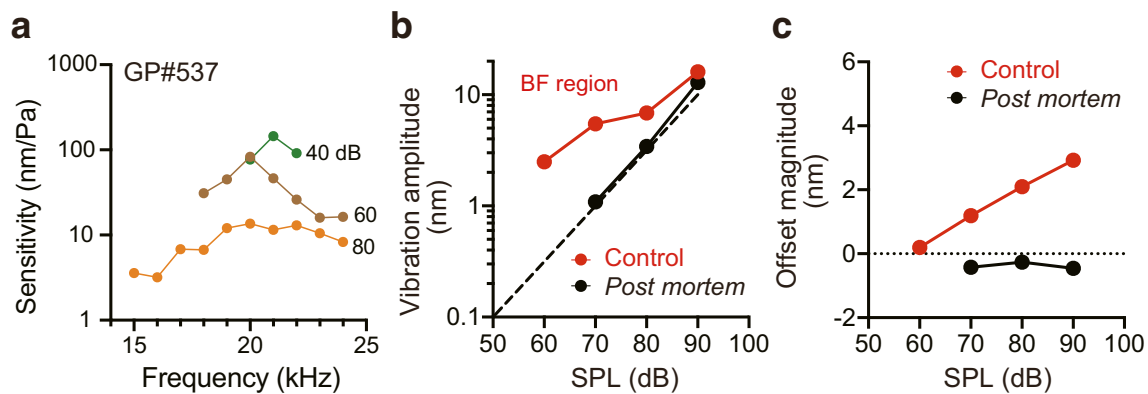 a
GP#537
Sensitivity (nm/Pa)
1000
100
10
1
40 dB
60
80
15
20
25
Frequency (kHz)
b
BF region
Vibration amplitude
(nm)
10
1
0.1
Control
Post mortem
50
60
70
80
90
100
SPL (dB)
c
Control
Post mortem
Offset magnitude
(nm)
6
4
2
0
-2
50
60
70
80
90
100
SPL (dB)